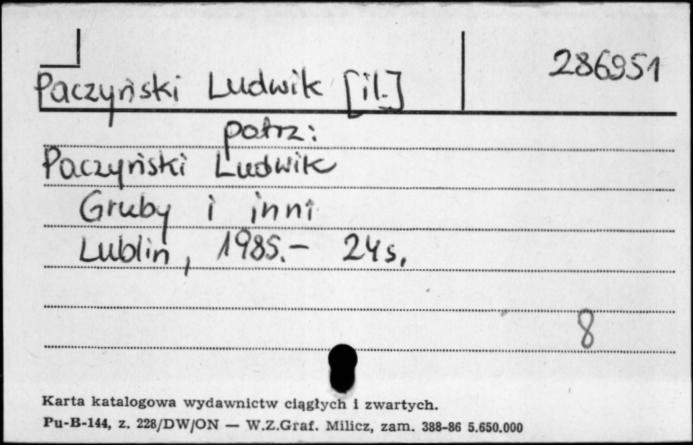 Paczyński Ludwik [il.] 286951
patrz:
Paczyński Ludwik
Gruby i inni
Lublin, 1985. - 24 s.
8
Karta katalogowa wydawnictw ciągłych i zwartych.
Pu-B-144, z. 228/DW/ON — W.Z.Graf. Milicz, zam. 388-86 5.650.000